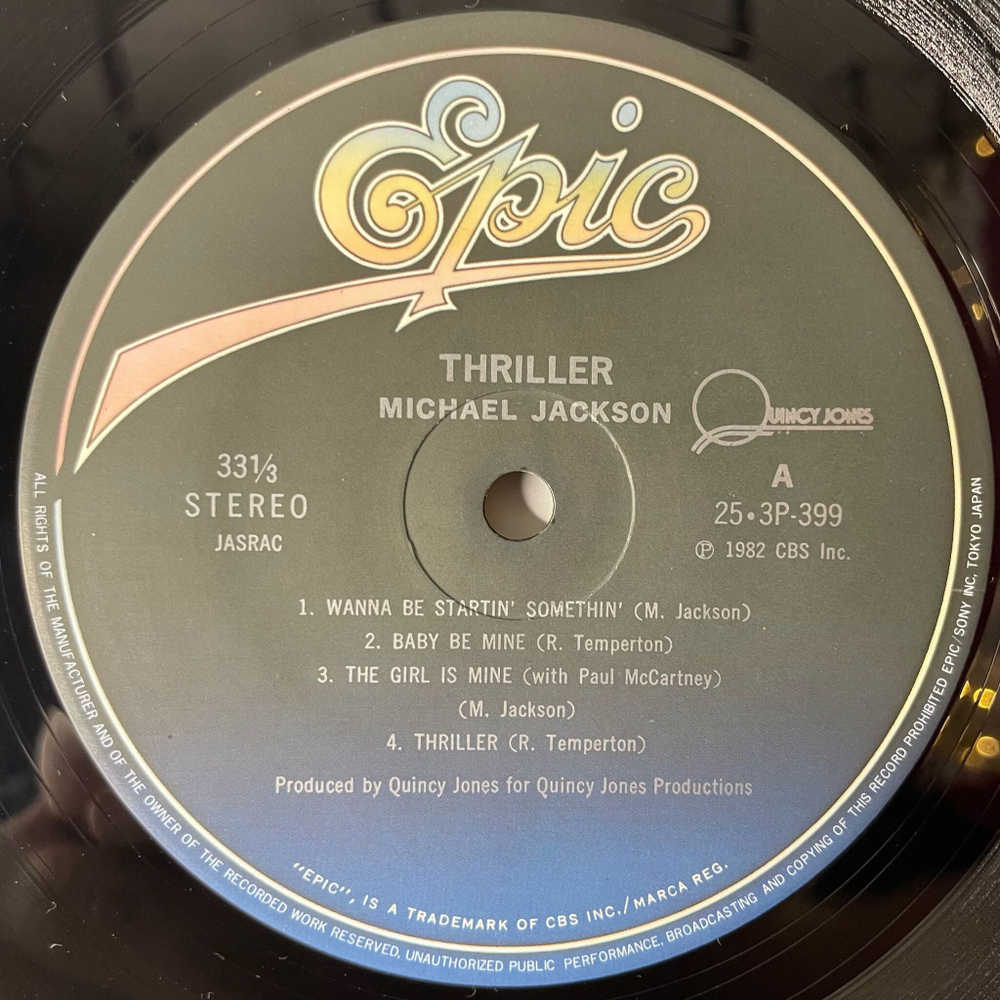 Epic
THRILLER
MICHAEL JACKSON
QUINCY JONES
33⅓
STEREO
JASRAC
A
25•3P-399
℗ 1982 CBS Inc.
1. WANNA BE STARTIN' SOMETHIN' (M. Jackson)
2. BABY BE MINE (R. Temperton)
3. THE GIRL IS MINE (with Paul McCartney)
(M. Jackson)
4. THRILLER (R. Temperton)
Produced by Quincy Jones for Quincy Jones Productions
"EPIC", IS A TRADEMARK OF CBS INC./MARCA REG.
ALL RIGHTS OF THE MANUFACTURER AND OF THE OWNER OF THE RECORDED WORK RESERVED, UNAUTHORIZED PUBLIC PERFORMANCE, BROADCASTING AND COPYING OF THIS RECORD PROHIBITED EPIC/SONY INC, TOKYO JAPAN